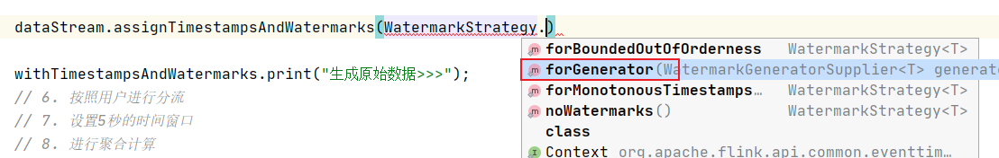 dataStream.assignTimestampsAndWatermarks(WatermarkStrategy.)
forBoundedOutOfOrderness WatermarkStrategy<T>
forGenerator(WatermarkGeneratorSupplier<T> generato
forMonotonousTimestamps… WatermarkStrategy<T>
noWatermarks() WatermarkStrategy<T>
class
Context org.apache.flink.api.common.eventtim…
withTimestampsAndWatermarks.print("生成原始数据>>>");
// 6. 按照用户进行分流
// 7. 设置5秒的时间窗口
// 8. 进行聚合计算